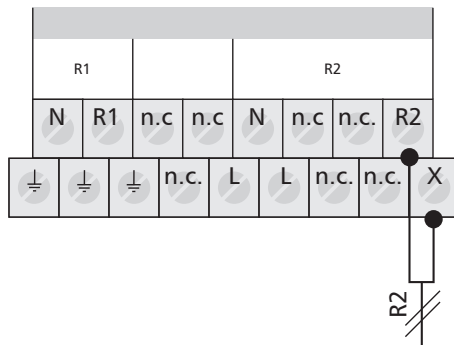 R1 R2
N R1 n.c n.c N n.c n.c. R2
n.c. L L n.c. n.c. X
R2